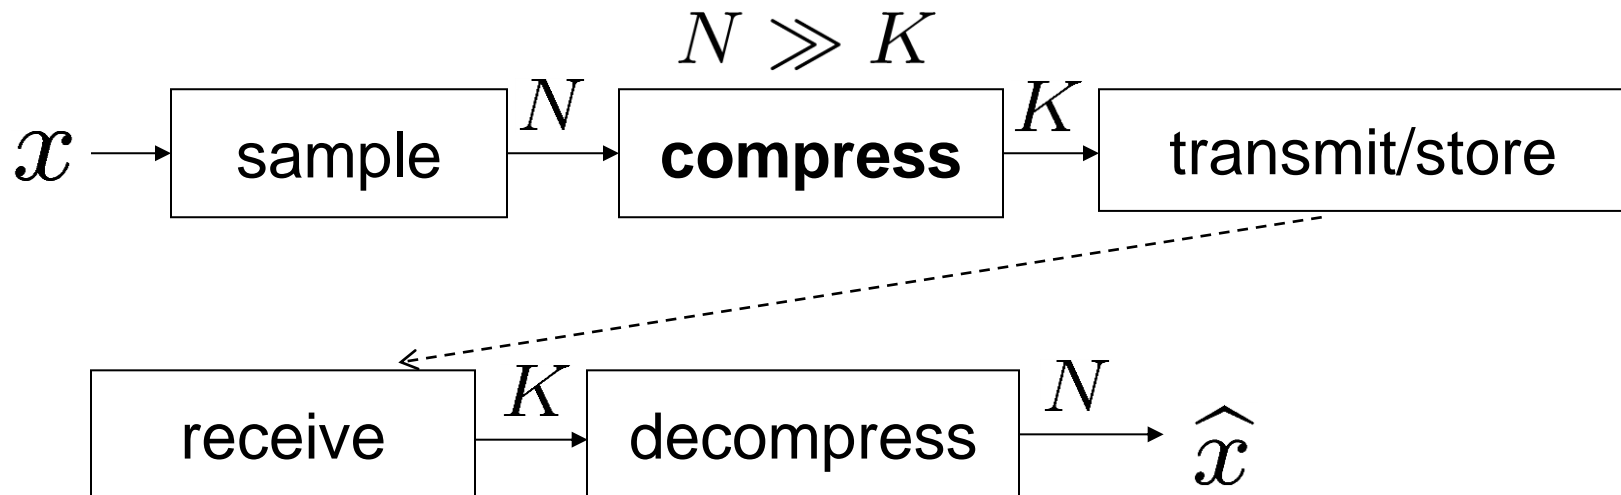 N ≫ K
x sample N compress K transmit/store
receive K decompress N x̂